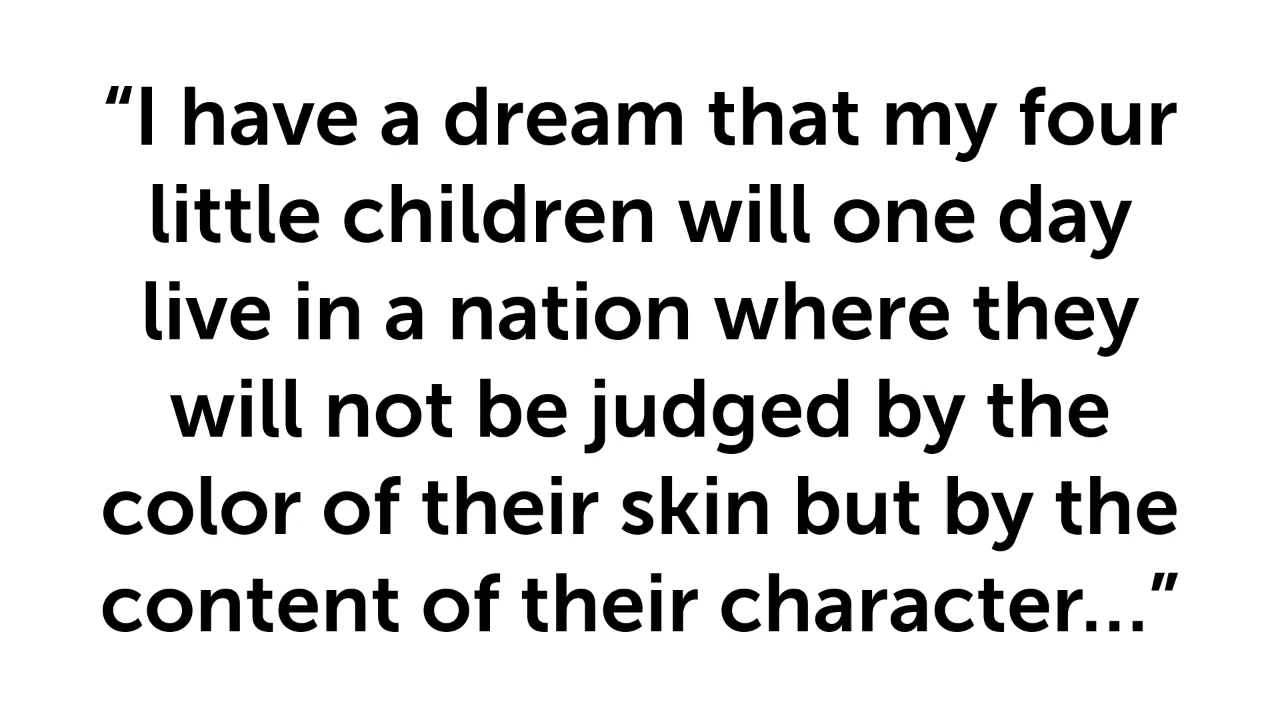 “I have a dream that my four
little children will one day
live in a nation where they
will not be judged by the
color of their skin but by the
content of their character...”